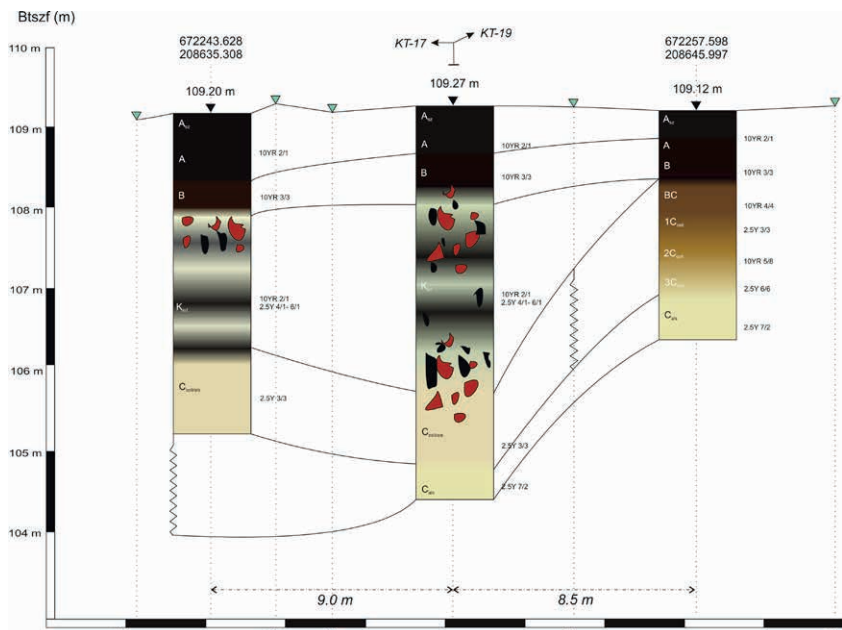 Btszf (m)
672243.628
208635.308
KT-17
KT-19
672257.598
208645.997
110 m
109 m
108 m
107 m
106 m
105 m
104 m
109.20 m
109.27 m
109.12 m
A
B
10YR 2/1
10YR 3/3
10YR 2/1
2.5Y 4/1- 6/1
2.5Y 3/3
A
B
10YR 2/1
10YR 3/3
10YR 2/1
2.5Y 4/1- 6/1
2.5Y 3/3
2.5Y 7/2
A
B
BC
10YR 2/1
10YR 3/3
10YR 4/4
2.5Y 3/3
10YR 5/8
2.5Y 6/6
2.5Y 7/2
9.0 m
8.5 m